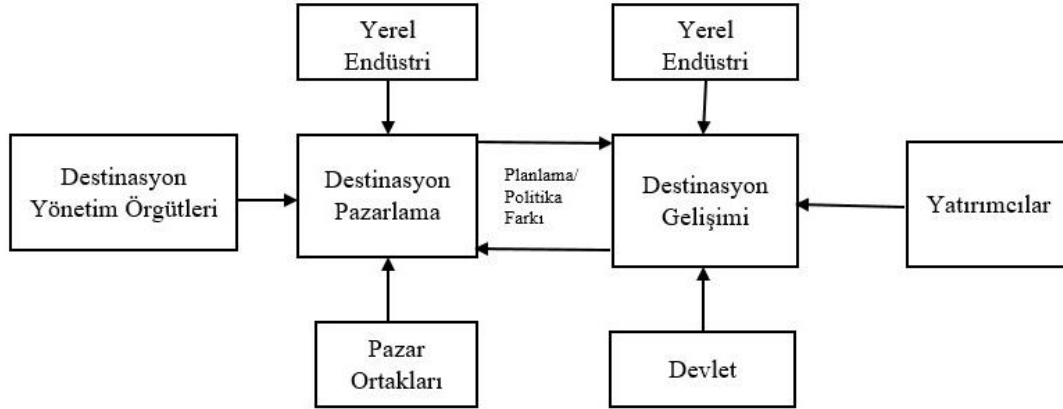 Yerel
Endüstri
Yerel
Endüstri
Destinasyon
Yönetim Örgütleri
Destinasyon
Pazarlama
Planlama/
Politika
Farkı
Destinasyon
Gelişimi
Yatırımcılar
Pazar
Ortakları
Devlet